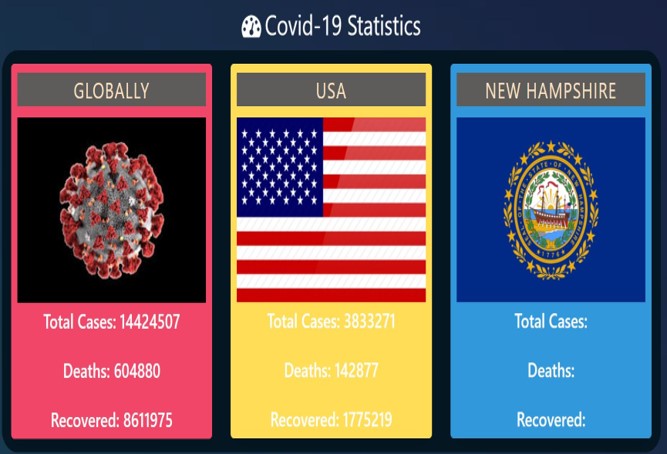 Covid-19 Statistics
GLOBALLY
Total Cases: 14424507
Deaths: 604880
Recovered: 8611975
USA
Total Cases: 3833271
Deaths: 142877
Recovered: 1775219
NEW HAMPSHIRE
Total Cases:
Deaths:
Recovered: